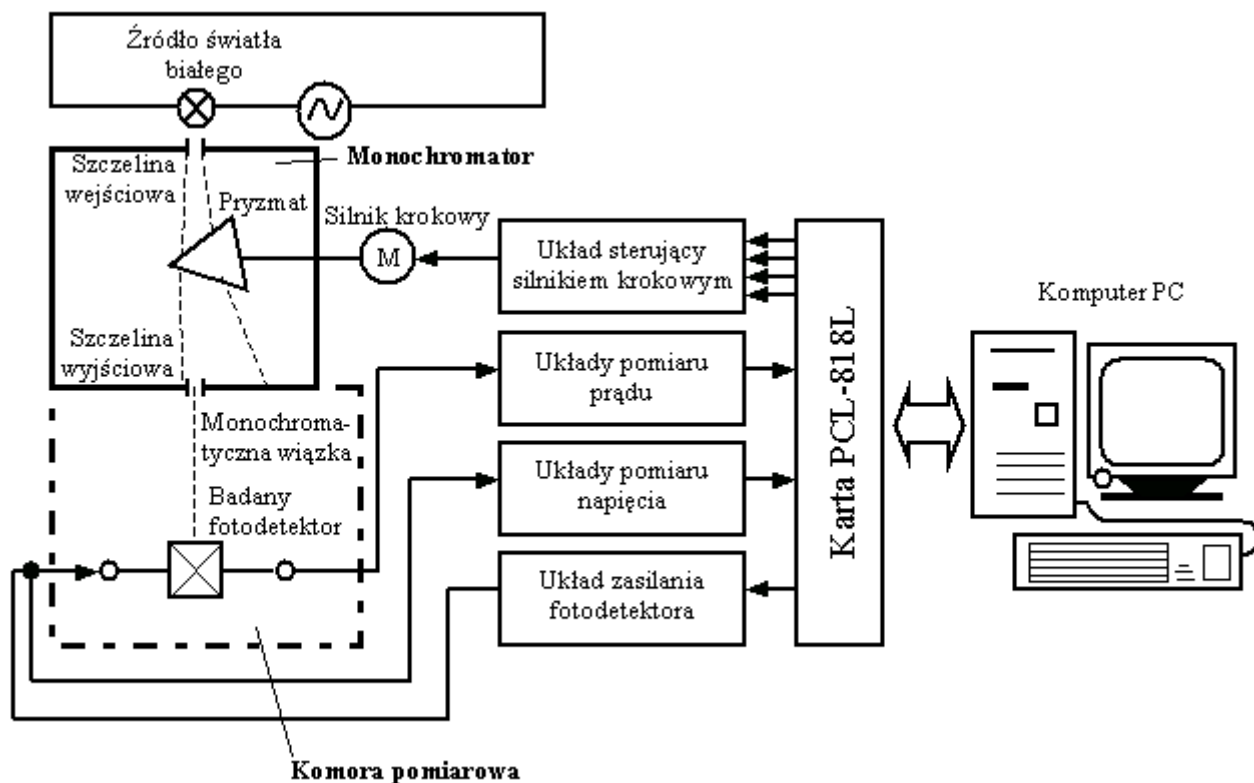 Źródło światła
białego
Monochromator
Szczelina
wejściowa
Pryzmat
Silnik krokowy
M
Układ sterujący
silnikiem krokowym
Komputer PC
Szczelina
wyjściowa
Układy pomiaru
prądu
Karta PCL-818L
Monochroma-
tyczna wiązka
Układy pomiaru
napięcia
Badany
fotodetektor
Układ zasilania
fotodetektora
Komora pomiarowa